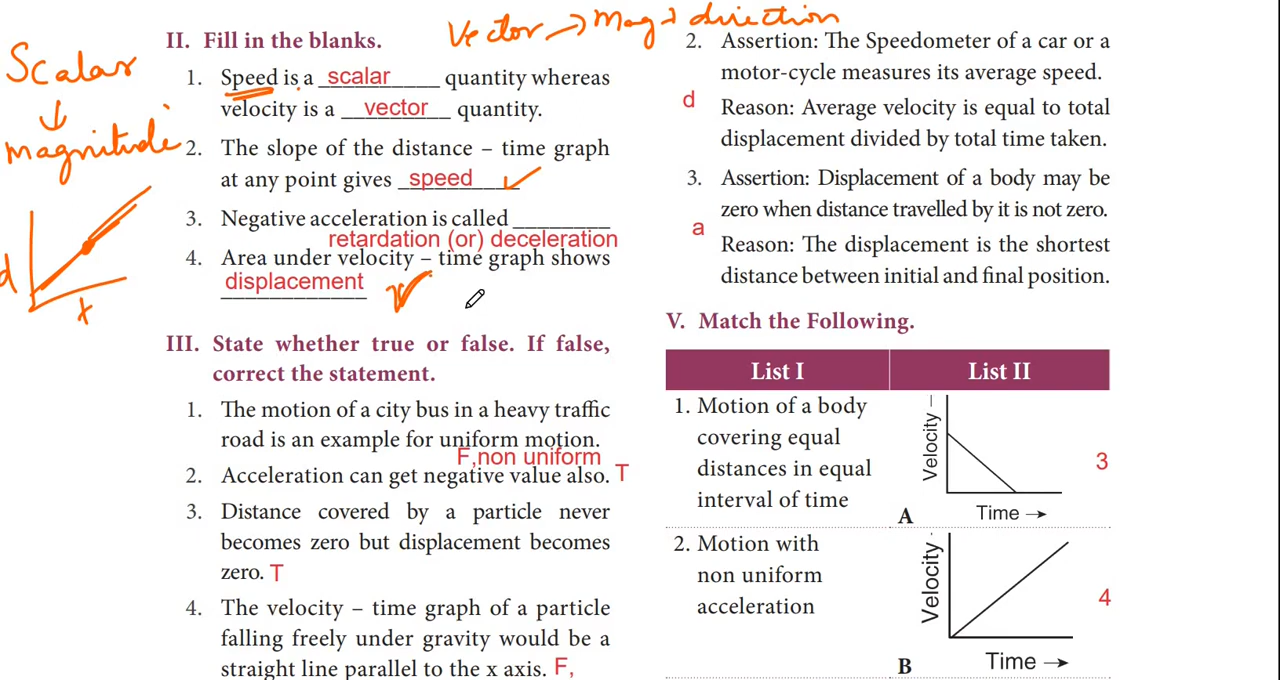 Vector → Mag + direction
Scalar
↓
magnitude
d
t
II. Fill in the blanks.
1. Speed is a scalar quantity whereas
velocity is a vector quantity.
2. The slope of the distance – time graph
at any point gives speed
3. Negative acceleration is called ________
retardation (or) deceleration
4. Area under velocity – time graph shows
displacement
III. State whether true or false. If false,
correct the statement.
1. The motion of a city bus in a heavy traffic
road is an example for uniform motion.
F,non uniform
2. Acceleration can get negative value also. T
3. Distance covered by a particle never
becomes zero but displacement becomes
zero. T
4. The velocity – time graph of a particle
falling freely under gravity would be a
straight line parallel to the x axis. F,
2. Assertion: The Speedometer of a car or a
motor-cycle measures its average speed.
d
Reason: Average velocity is equal to total
displacement divided by total time taken.
3. Assertion: Displacement of a body may be
zero when distance travelled by it is not zero.
a
Reason: The displacement is the shortest
distance between initial and final position.
V. Match the Following.
List I List II
1. Motion of a body
covering equal
distances in equal
interval of time
Velocity
3
Time →
A
2. Motion with
non uniform
acceleration
Velocity
4
Time →
B